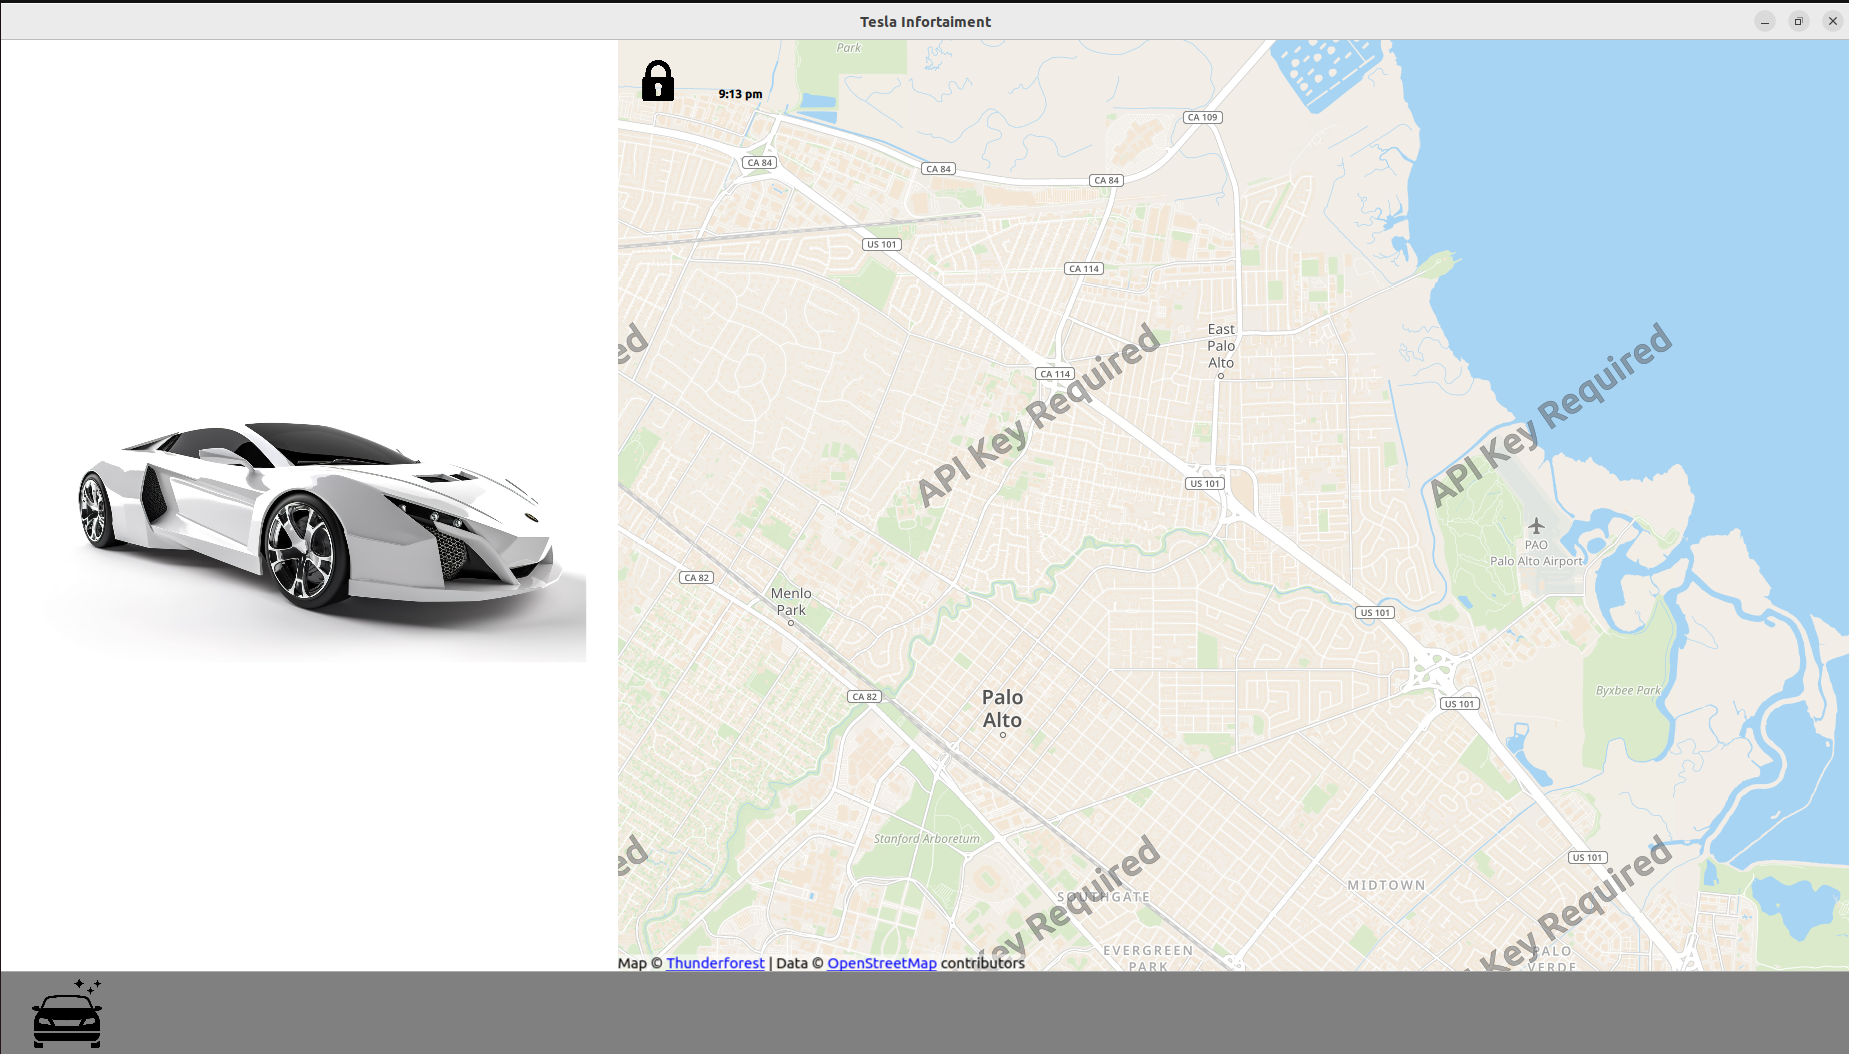 Tesla Infortaiment
Park
9:13 pm
CA 109
CA 84
CA 84
CA 84
US 101
CA 114
East
Palo
Alto
ed
API Key Required
API Key Required
CA 114
US 101
PAO
Palo Alto Airport
CA 82
Menlo
Park
US 101
Byxbee Park
CA 82
Palo
Alto
US 101
Stanford Arboretum
ed
Key Required
Key Required
US 101
MIDTOWN
SOUTHGATE
EVERGREEN
PARK
PALO
VERDE
Map © Thunderforest | Data © OpenStreetMap contributors